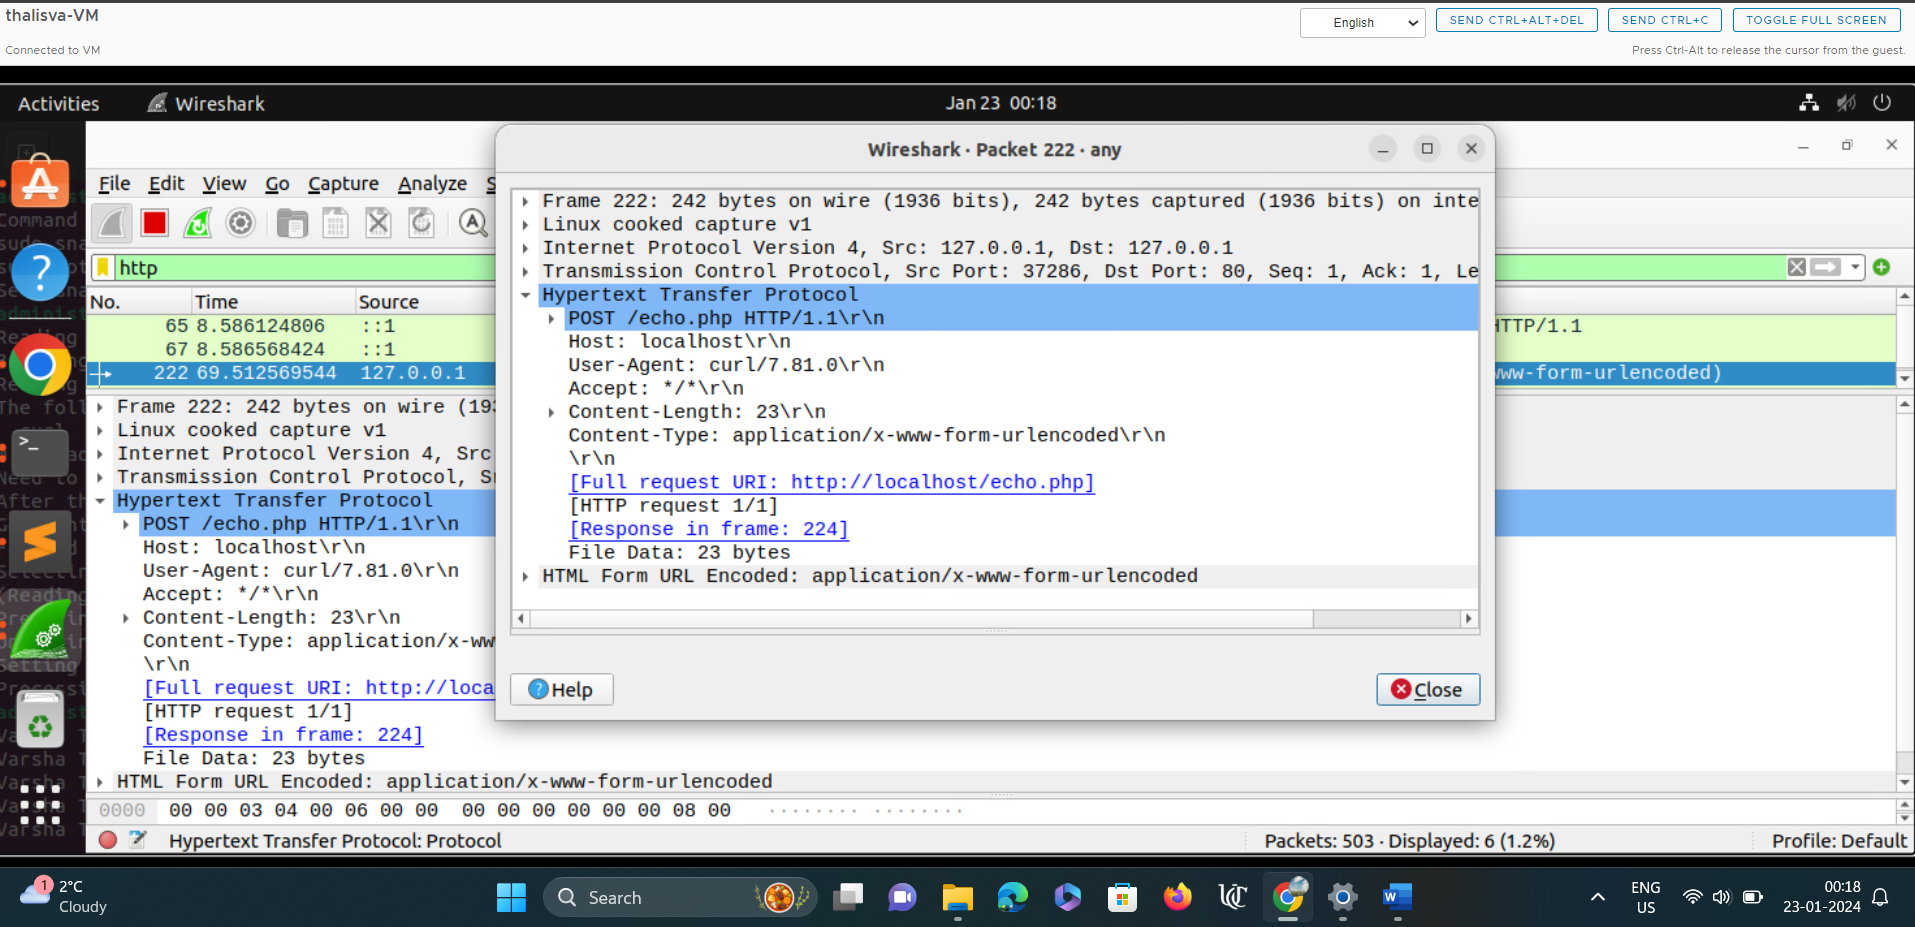 thalisva-VM
English
SEND CTRL+ALT+DEL
SEND CTRL+C
TOGGLE FULL SCREEN
Connected to VM
Press Ctrl-Alt to release the cursor from the guest.
Activities
Wireshark
Jan 23 00:18
Wireshark · Packet 222 · any
File Edit View Go Capture Analyze S
http
No. Time Source
65 8.586124806 ::1
HTTP/1.1
67 8.586568424 ::1
222 69.512569544 127.0.0.1
www-form-urlencoded)
Frame 222: 242 bytes on wire (1936 bits), 242 bytes captured (1936 bits) on inte
Linux cooked capture v1
Internet Protocol Version 4, Src: 127.0.0.1, Dst: 127.0.0.1
Transmission Control Protocol, Src Port: 37286, Dst Port: 80, Seq: 1, Ack: 1, Le
Hypertext Transfer Protocol
POST /echo.php HTTP/1.1\r\n
Host: localhost\r\n
User-Agent: curl/7.81.0\r\n
Accept: */*\r\n
Content-Length: 23\r\n
Content-Type: application/x-www-form-urlencoded\r\n
\r\n
[Full request URI: http://localhost/echo.php]
[HTTP request 1/1]
[Response in frame: 224]
File Data: 23 bytes
HTML Form URL Encoded: application/x-www-form-urlencoded
Help
Close
Frame 222: 242 bytes on wire (193
Linux cooked capture v1
Internet Protocol Version 4, Src
Transmission Control Protocol, S
Hypertext Transfer Protocol
POST /echo.php HTTP/1.1\r\n
Host: localhost\r\n
User-Agent: curl/7.81.0\r\n
Accept: */*\r\n
Content-Length: 23\r\n
Content-Type: application/x-ww
\r\n
[Full request URI: http://loca
[HTTP request 1/1]
[Response in frame: 224]
File Data: 23 bytes
HTML Form URL Encoded: application/x-www-form-urlencoded
0000 00 00 03 04 00 06 00 00 00 00 00 00 00 00 08 00 ········ ········
Hypertext Transfer Protocol: Protocol
Packets: 503 · Displayed: 6 (1.2%)
Profile: Default
1
2°C
Cloudy
Search
ENG
US
00:18
23-01-2024